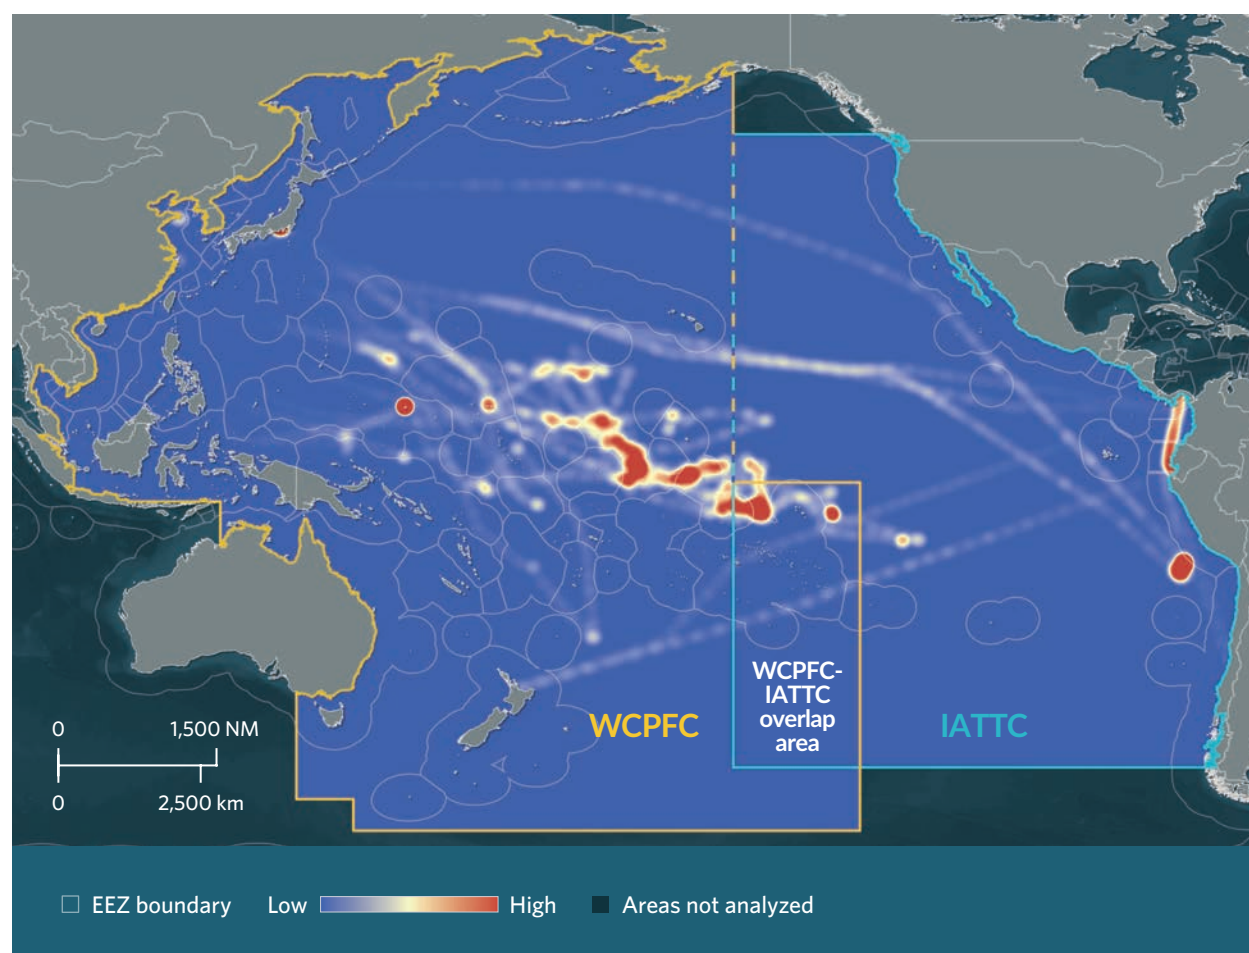 WCPFC-
IATTC
overlap
area
WCPFC
IATTC
0 1,500 NM
0 2,500 km
EEZ boundary Low High Areas not analyzed